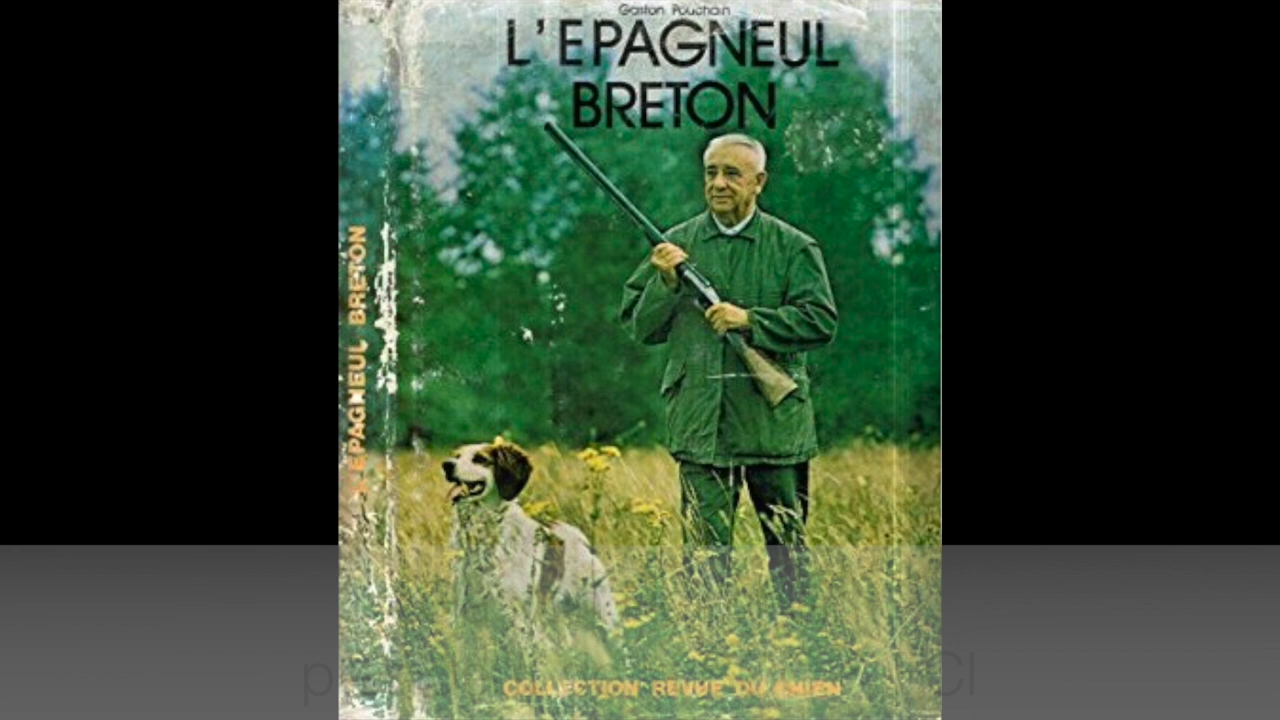 Gaston Pouchain
L'EPAGNEUL
BRETON
EPAGNEUL BRETON
COLLECTION REVUE DU CHIEN